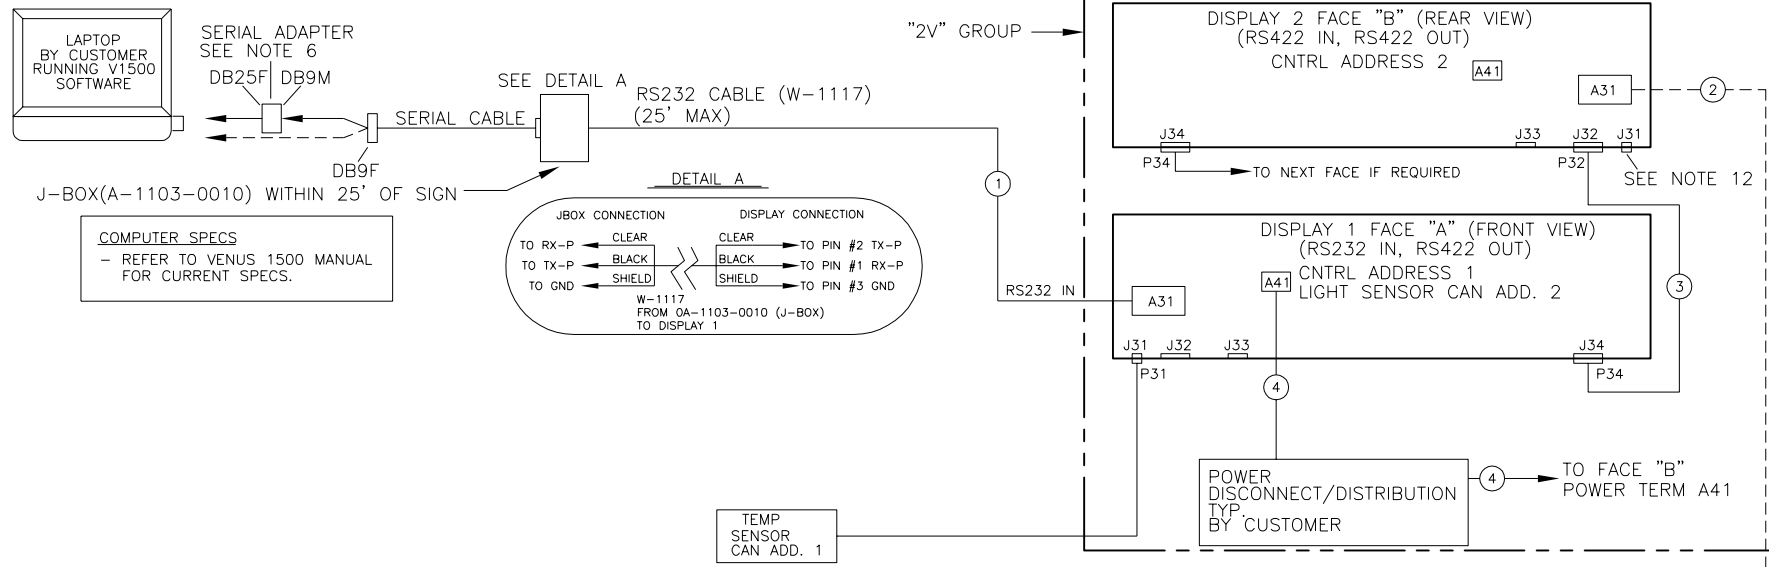 LAPTOP
BY CUSTOMER
RUNNING V1500
SOFTWARE
SERIAL ADAPTER
SEE NOTE 6
DB25F DB9M
SERIAL CABLE
DB9F
SEE DETAIL A
RS232 CABLE (W-1117)
(25' MAX)
J-BOX(A-1103-0010) WITHIN 25' OF SIGN
COMPUTER SPECS
- REFER TO VENUS 1500 MANUAL
FOR CURRENT SPECS.
DETAIL A
JBOX CONNECTION DISPLAY CONNECTION
TO RX-P CLEAR CLEAR TO PIN #2 TX-P
TO TX-P BLACK BLACK TO PIN #1 RX-P
TO GND SHIELD SHIELD TO PIN #3 GND
W-1117
FROM 0A-1103-0010 (J-BOX)
TO DISPLAY 1
1
RS232 IN
"2V" GROUP
DISPLAY 2 FACE "B" (REAR VIEW)
(RS422 IN, RS422 OUT)
CNTRL ADDRESS 2
A41
A31
2
J34 J33 J32 J31
P34 P32
TO NEXT FACE IF REQUIRED
SEE NOTE 12
DISPLAY 1 FACE "A" (FRONT VIEW)
(RS232 IN, RS422 OUT)
CNTRL ADDRESS 1
LIGHT SENSOR CAN ADD. 2
A41
A31
3
J31 J32 J33 J34
P31 P34
4
POWER
DISCONNECT/DISTRIBUTION
TYP.
BY CUSTOMER
4
TO FACE "B"
POWER TERM A41
TEMP
SENSOR
CAN ADD. 1